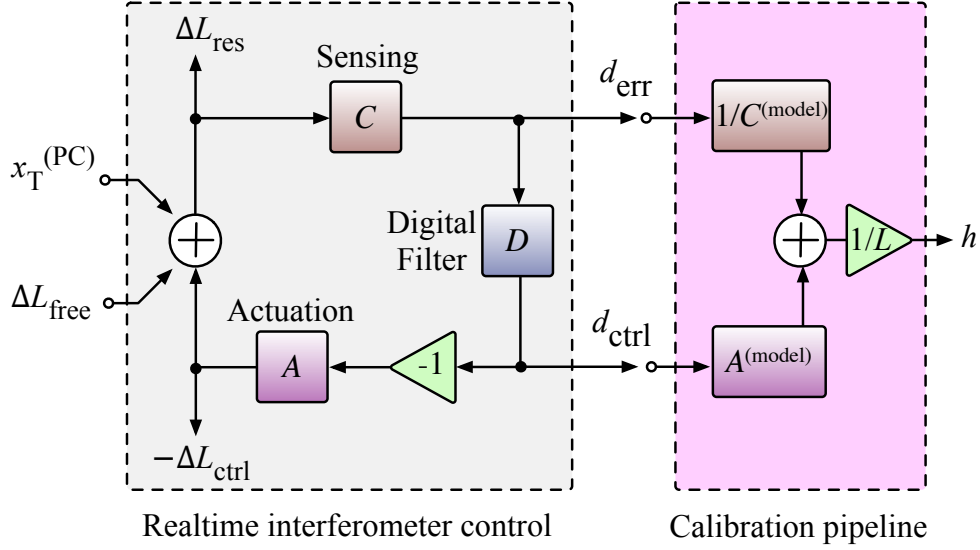 ΔL_res
Sensing
C
d_err
1/C^(model)
x_T^(PC)
Digital
Filter
D
1/L
h
ΔL_free
Actuation
A
-1
d_ctrl
A^(model)
−ΔL_ctrl
Realtime interferometer control
Calibration pipeline